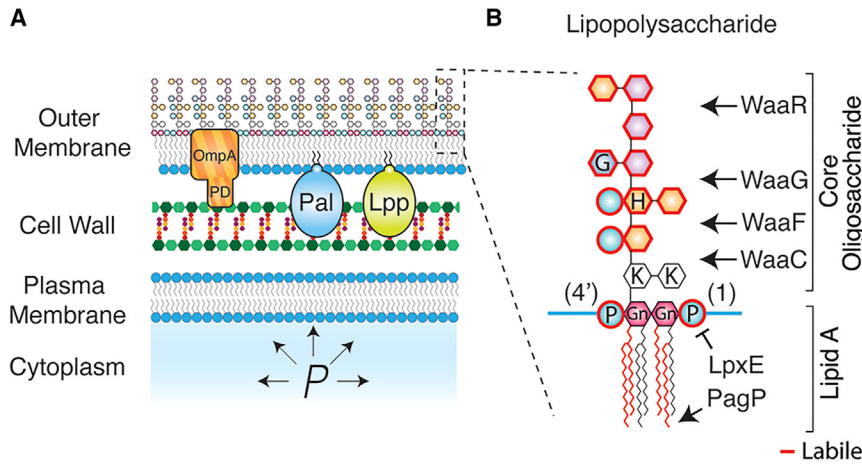 A
Outer
Membrane
OmpA
PD
Pal
Lpp
Cell Wall
Plasma
Membrane
Cytoplasm
P
B
Lipopolysaccharide
WaaR
G
WaaG
H
WaaF
WaaC
K K
Core
Oligosaccharide
(4') (1)
P Gn Gn P
LpxE
PagP
Lipid A
Labile